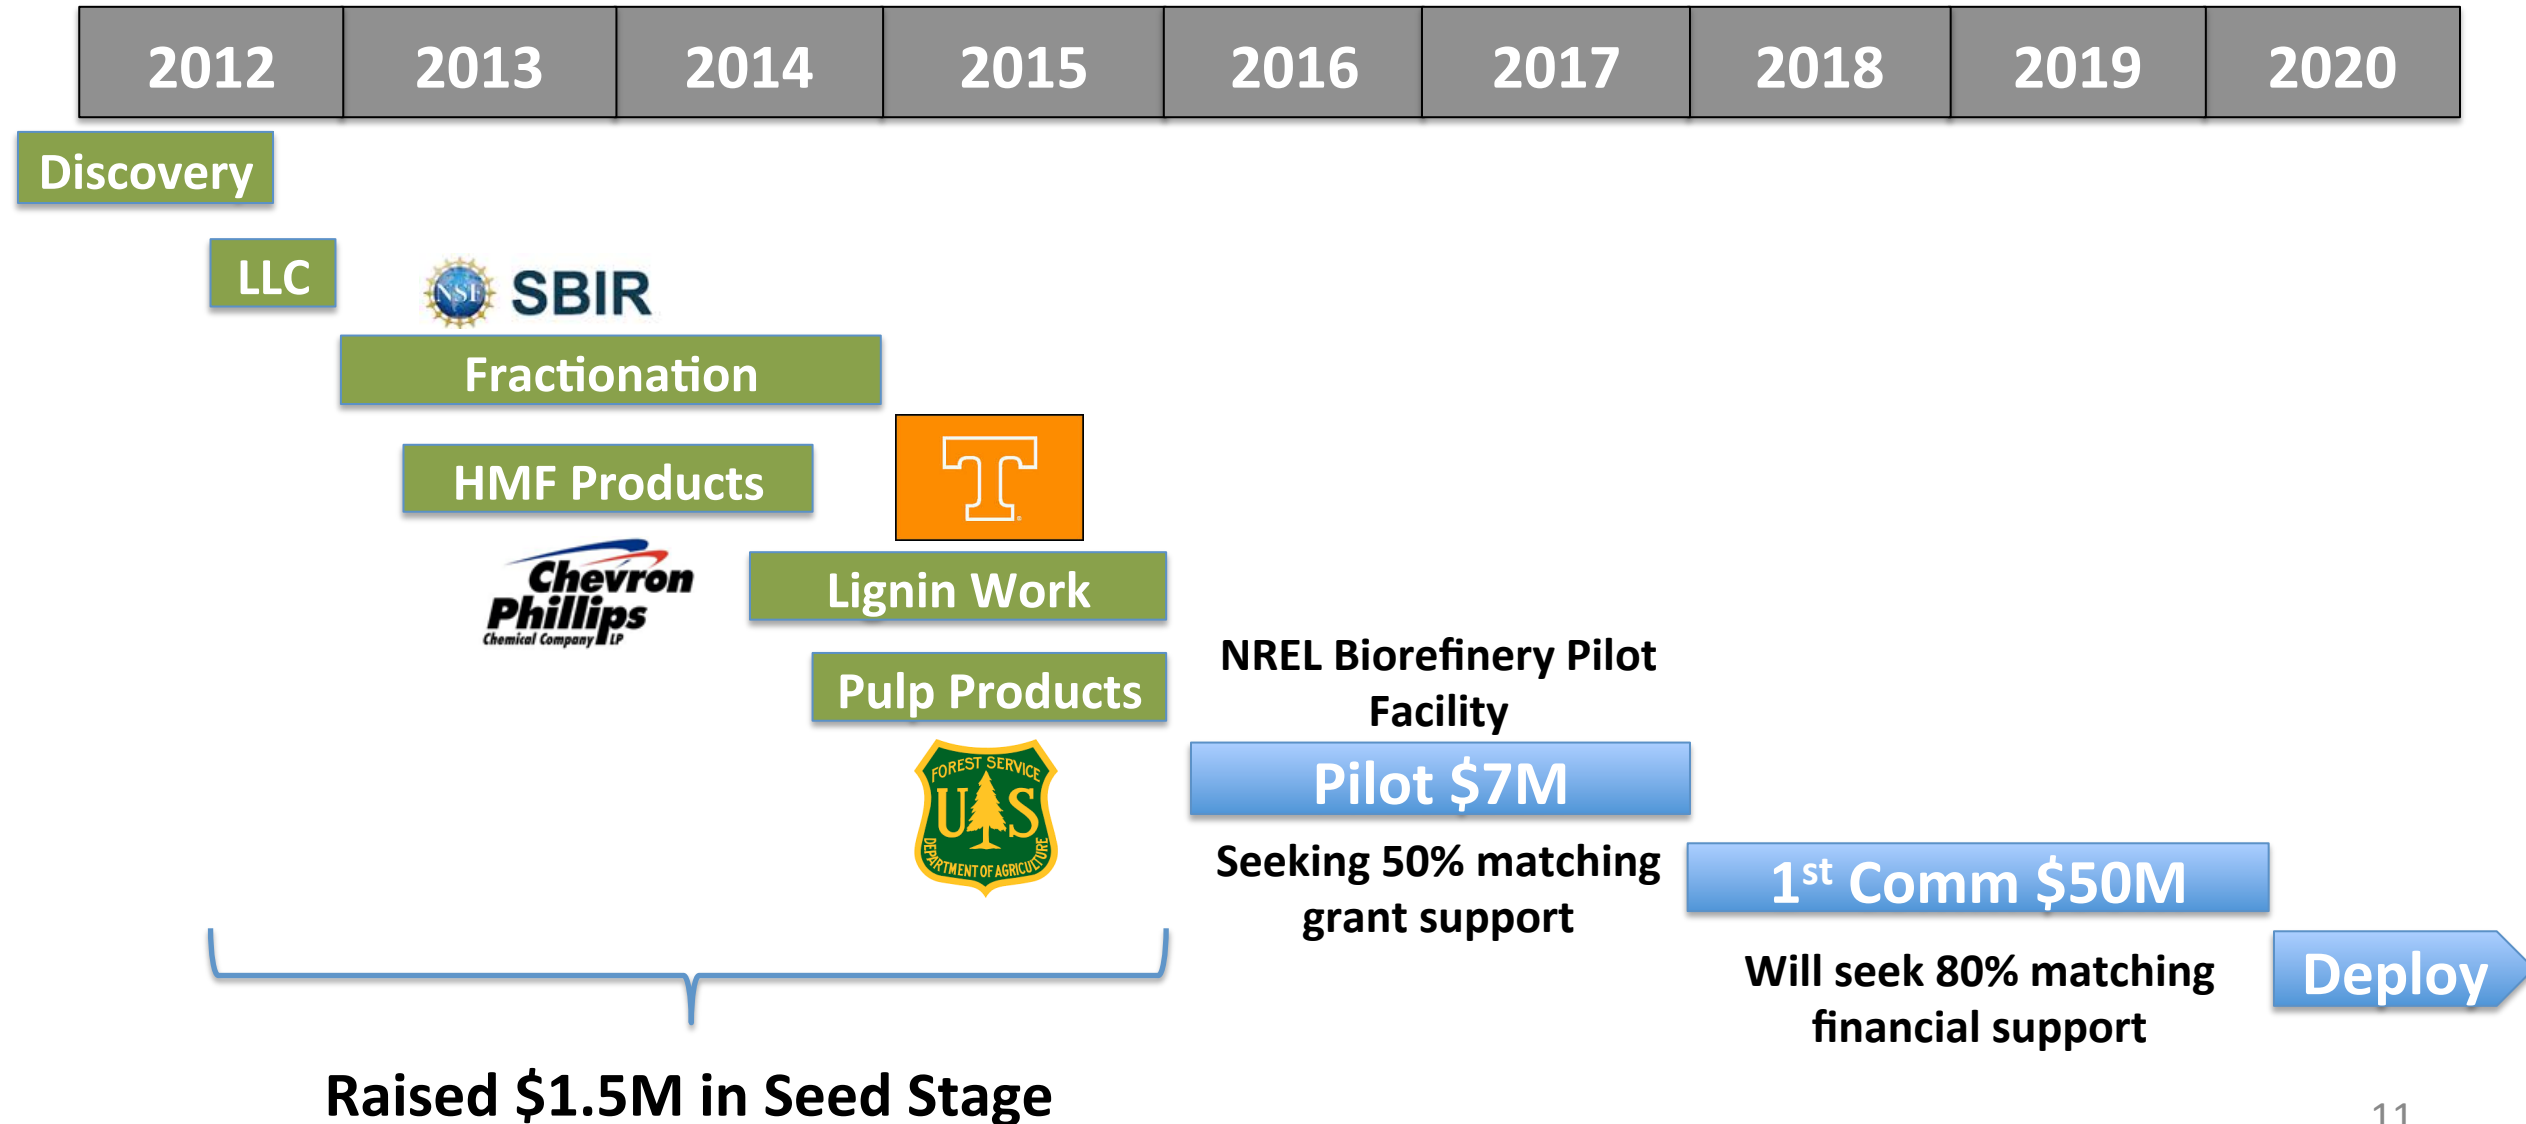 2012 2013 2014 2015 2016 2017 2018 2019 2020
Discovery
LLC
NSF SBIR
Fractionation
HMF Products
T
Chevron
Phillips
Chemical Company LP
Lignin Work
Pulp Products
FOREST SERVICE
U S
DEPARTMENT OF AGRICULTURE
NREL Biorefinery Pilot
Facility
Pilot $7M
Seeking 50% matching
grant support
1st Comm $50M
Will seek 80% matching
financial support
Deploy
Raised $1.5M in Seed Stage
11